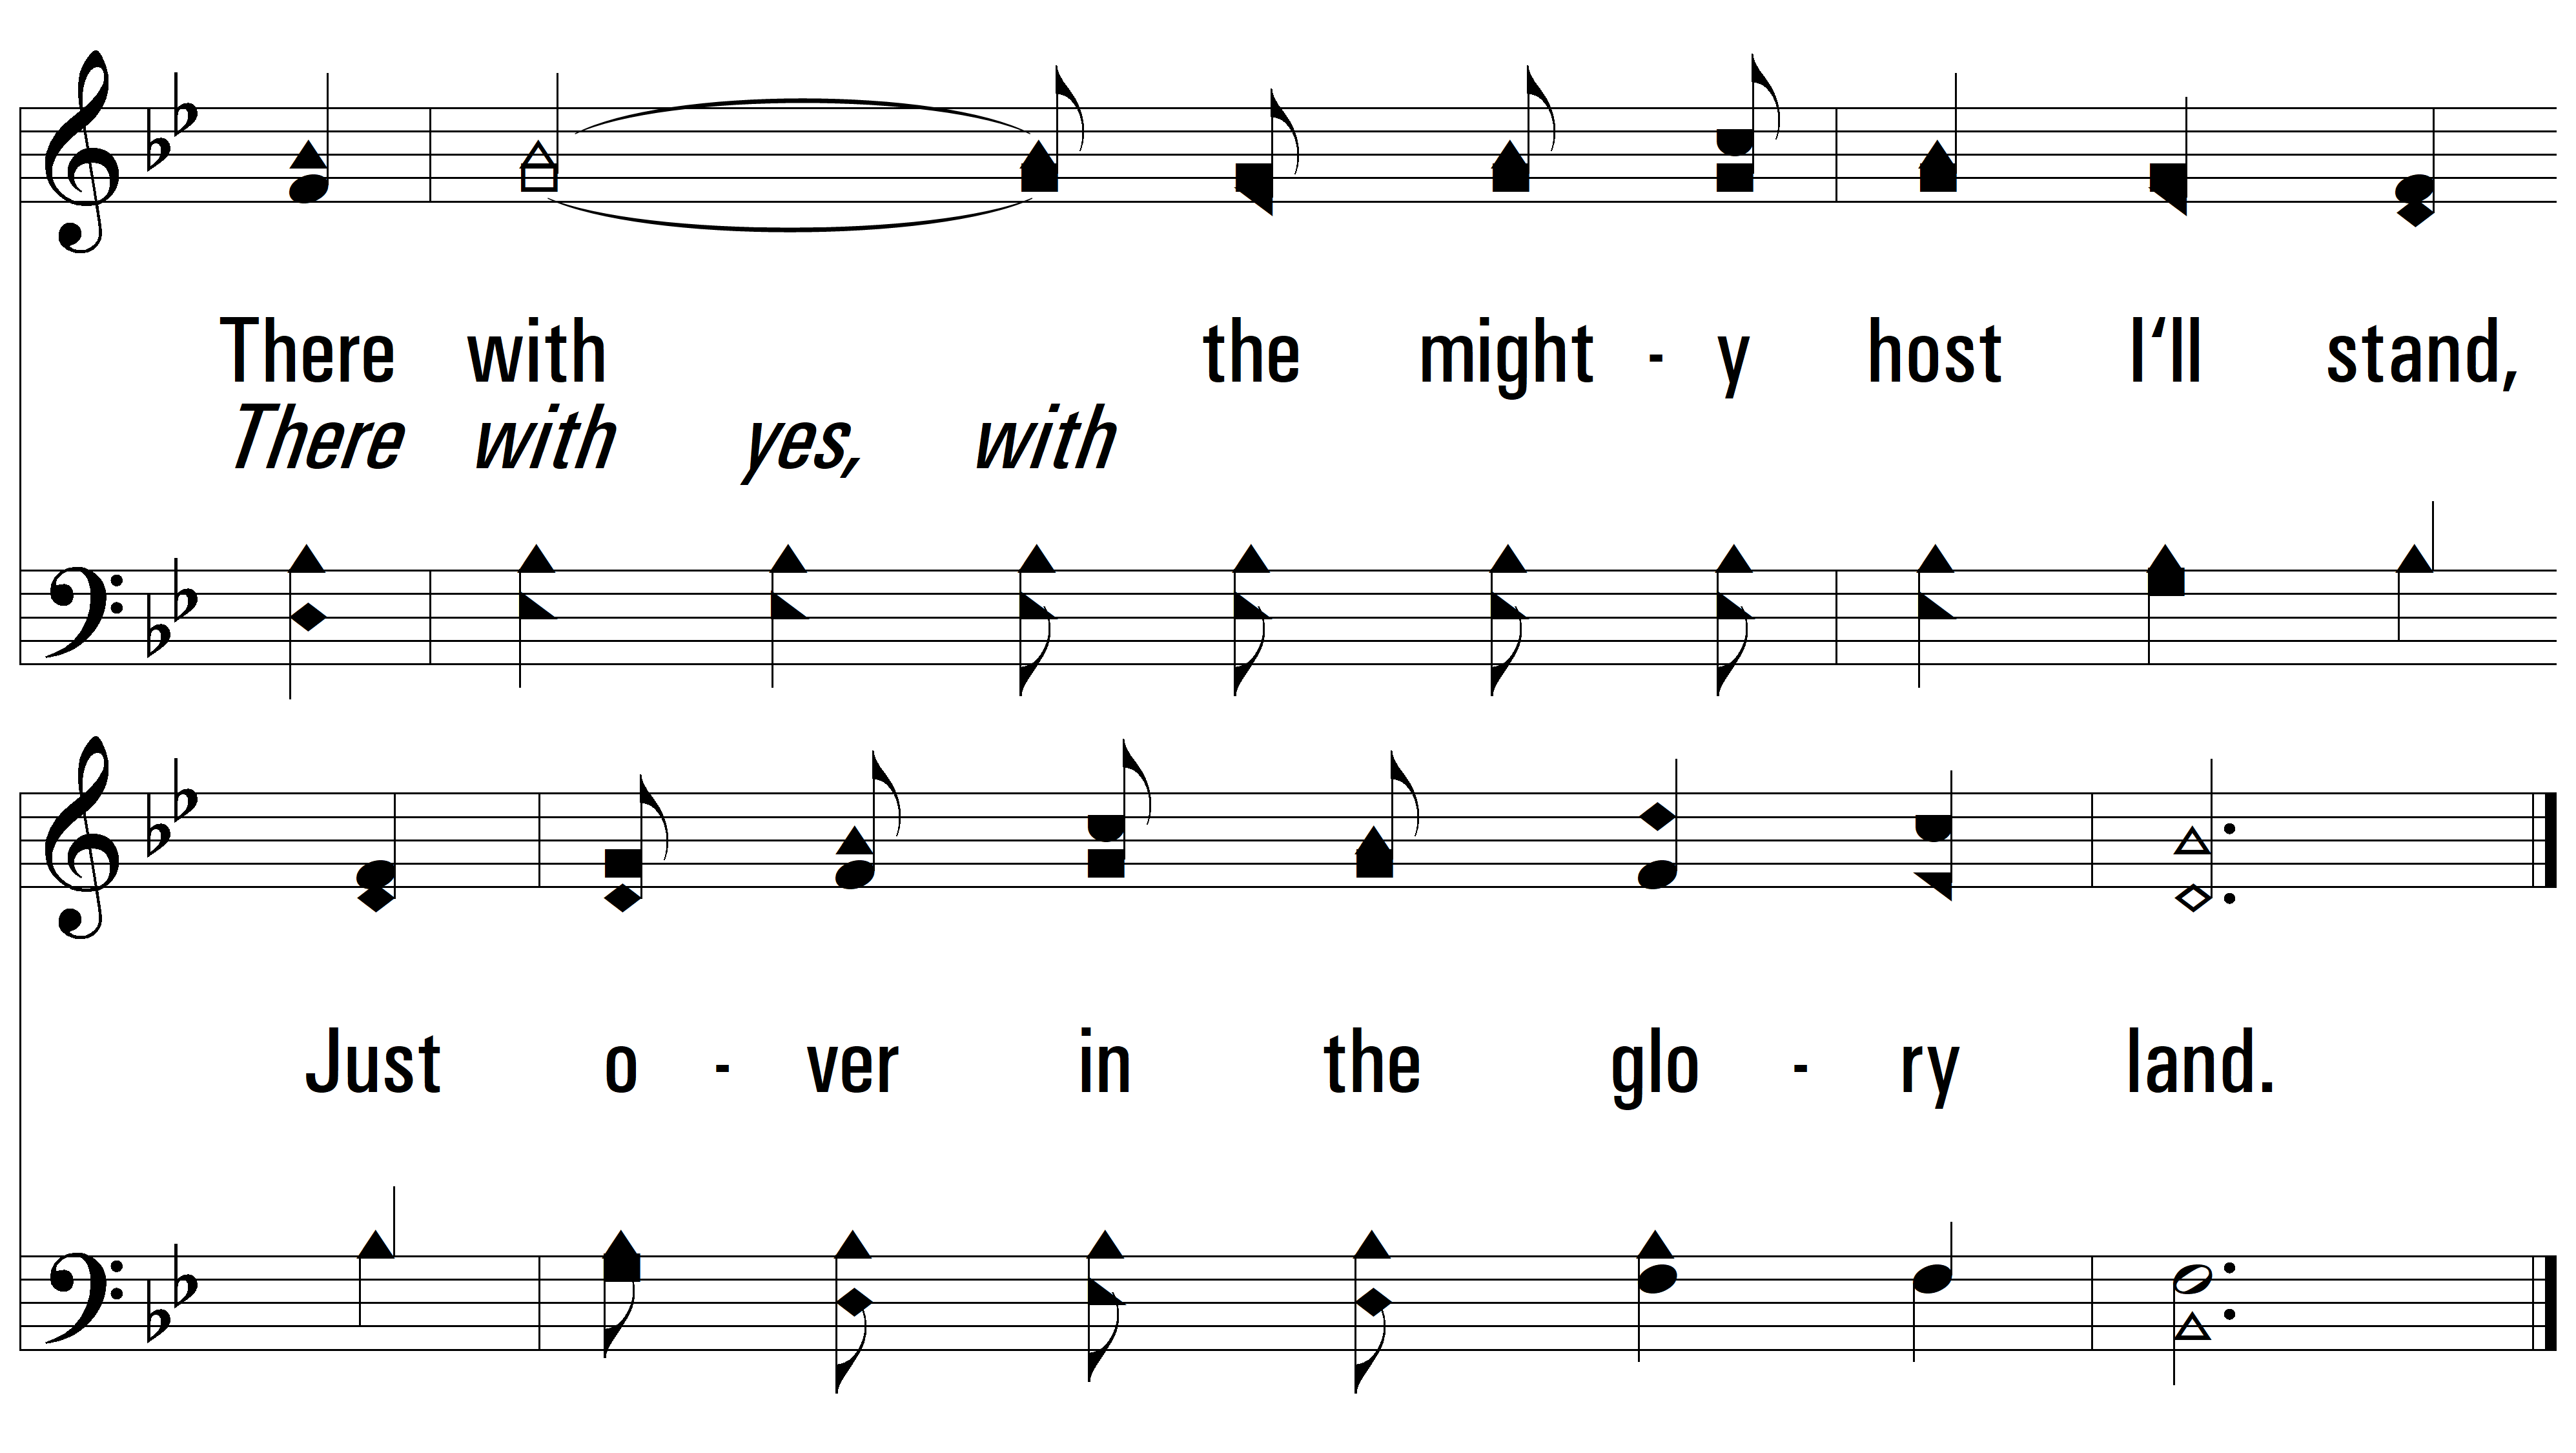 There with the might - y host I‘ll stand,
There with yes, with
Just o - ver in the glo - ry land.